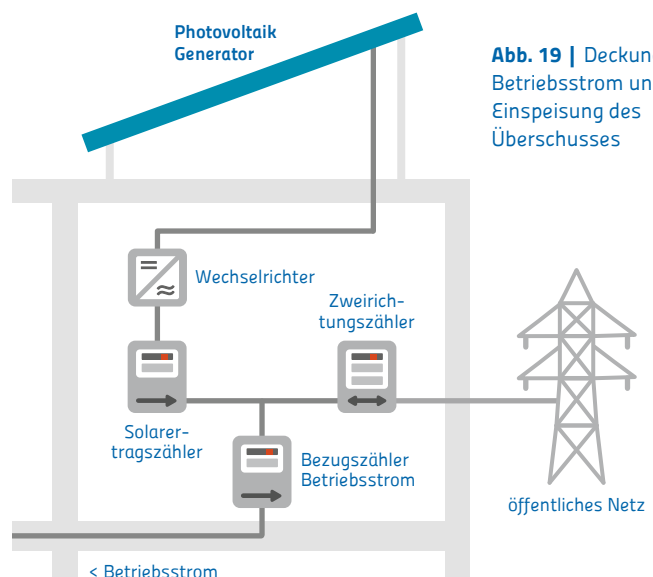 Photovoltaik
Generator
Abb. 19 | Deckun
Betriebsstrom un
Einspeisung des
Überschusses
Wechselrichter
Zweirich-
tungszähler
Solarer-
tragszähler
Bezugszähler
Betriebsstrom
öffentliches Netz
< Betriebsstrom